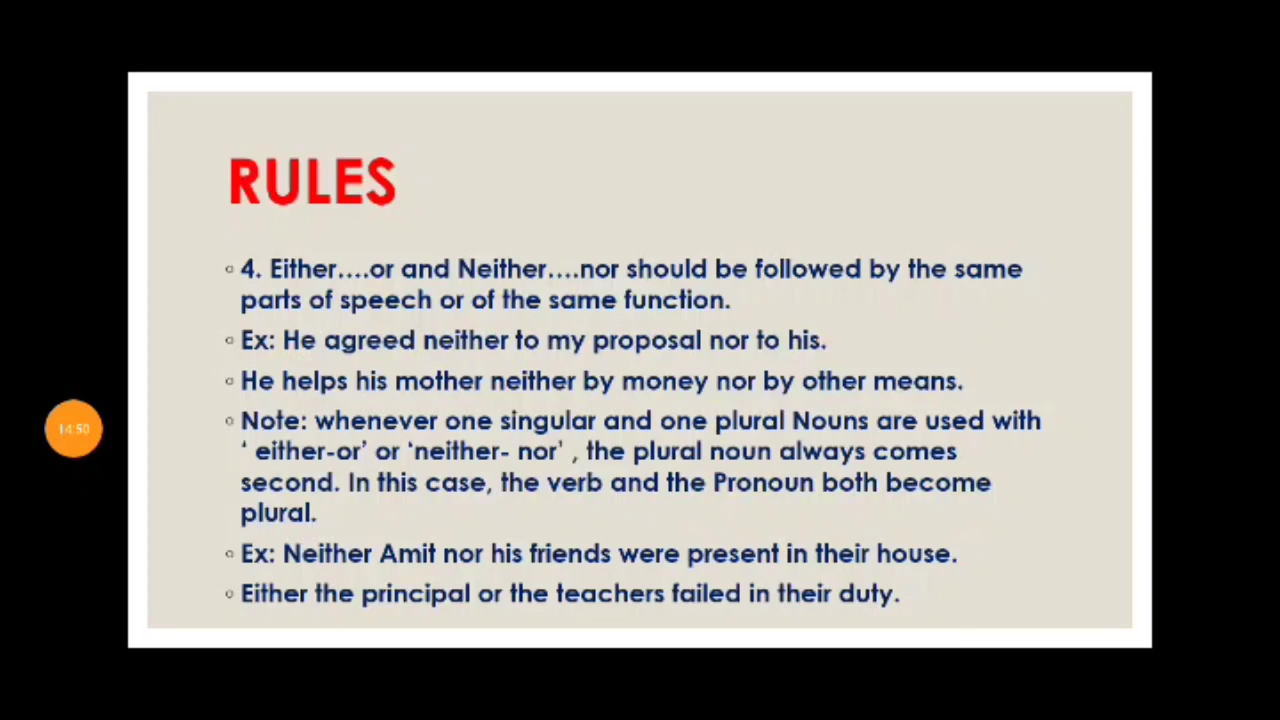 RULES
4. Either....or and Neither....nor should be followed by the same
parts of speech or of the same function.
Ex: He agreed neither to my proposal nor to his.
He helps his mother neither by money nor by other means.
Note: whenever one singular and one plural Nouns are used with
‘ either-or’ or ‘neither- nor’ , the plural noun always comes
second. In this case, the verb and the Pronoun both become
plural.
14:50
Ex: Neither Amit nor his friends were present in their house.
Either the principal or the teachers failed in their duty.